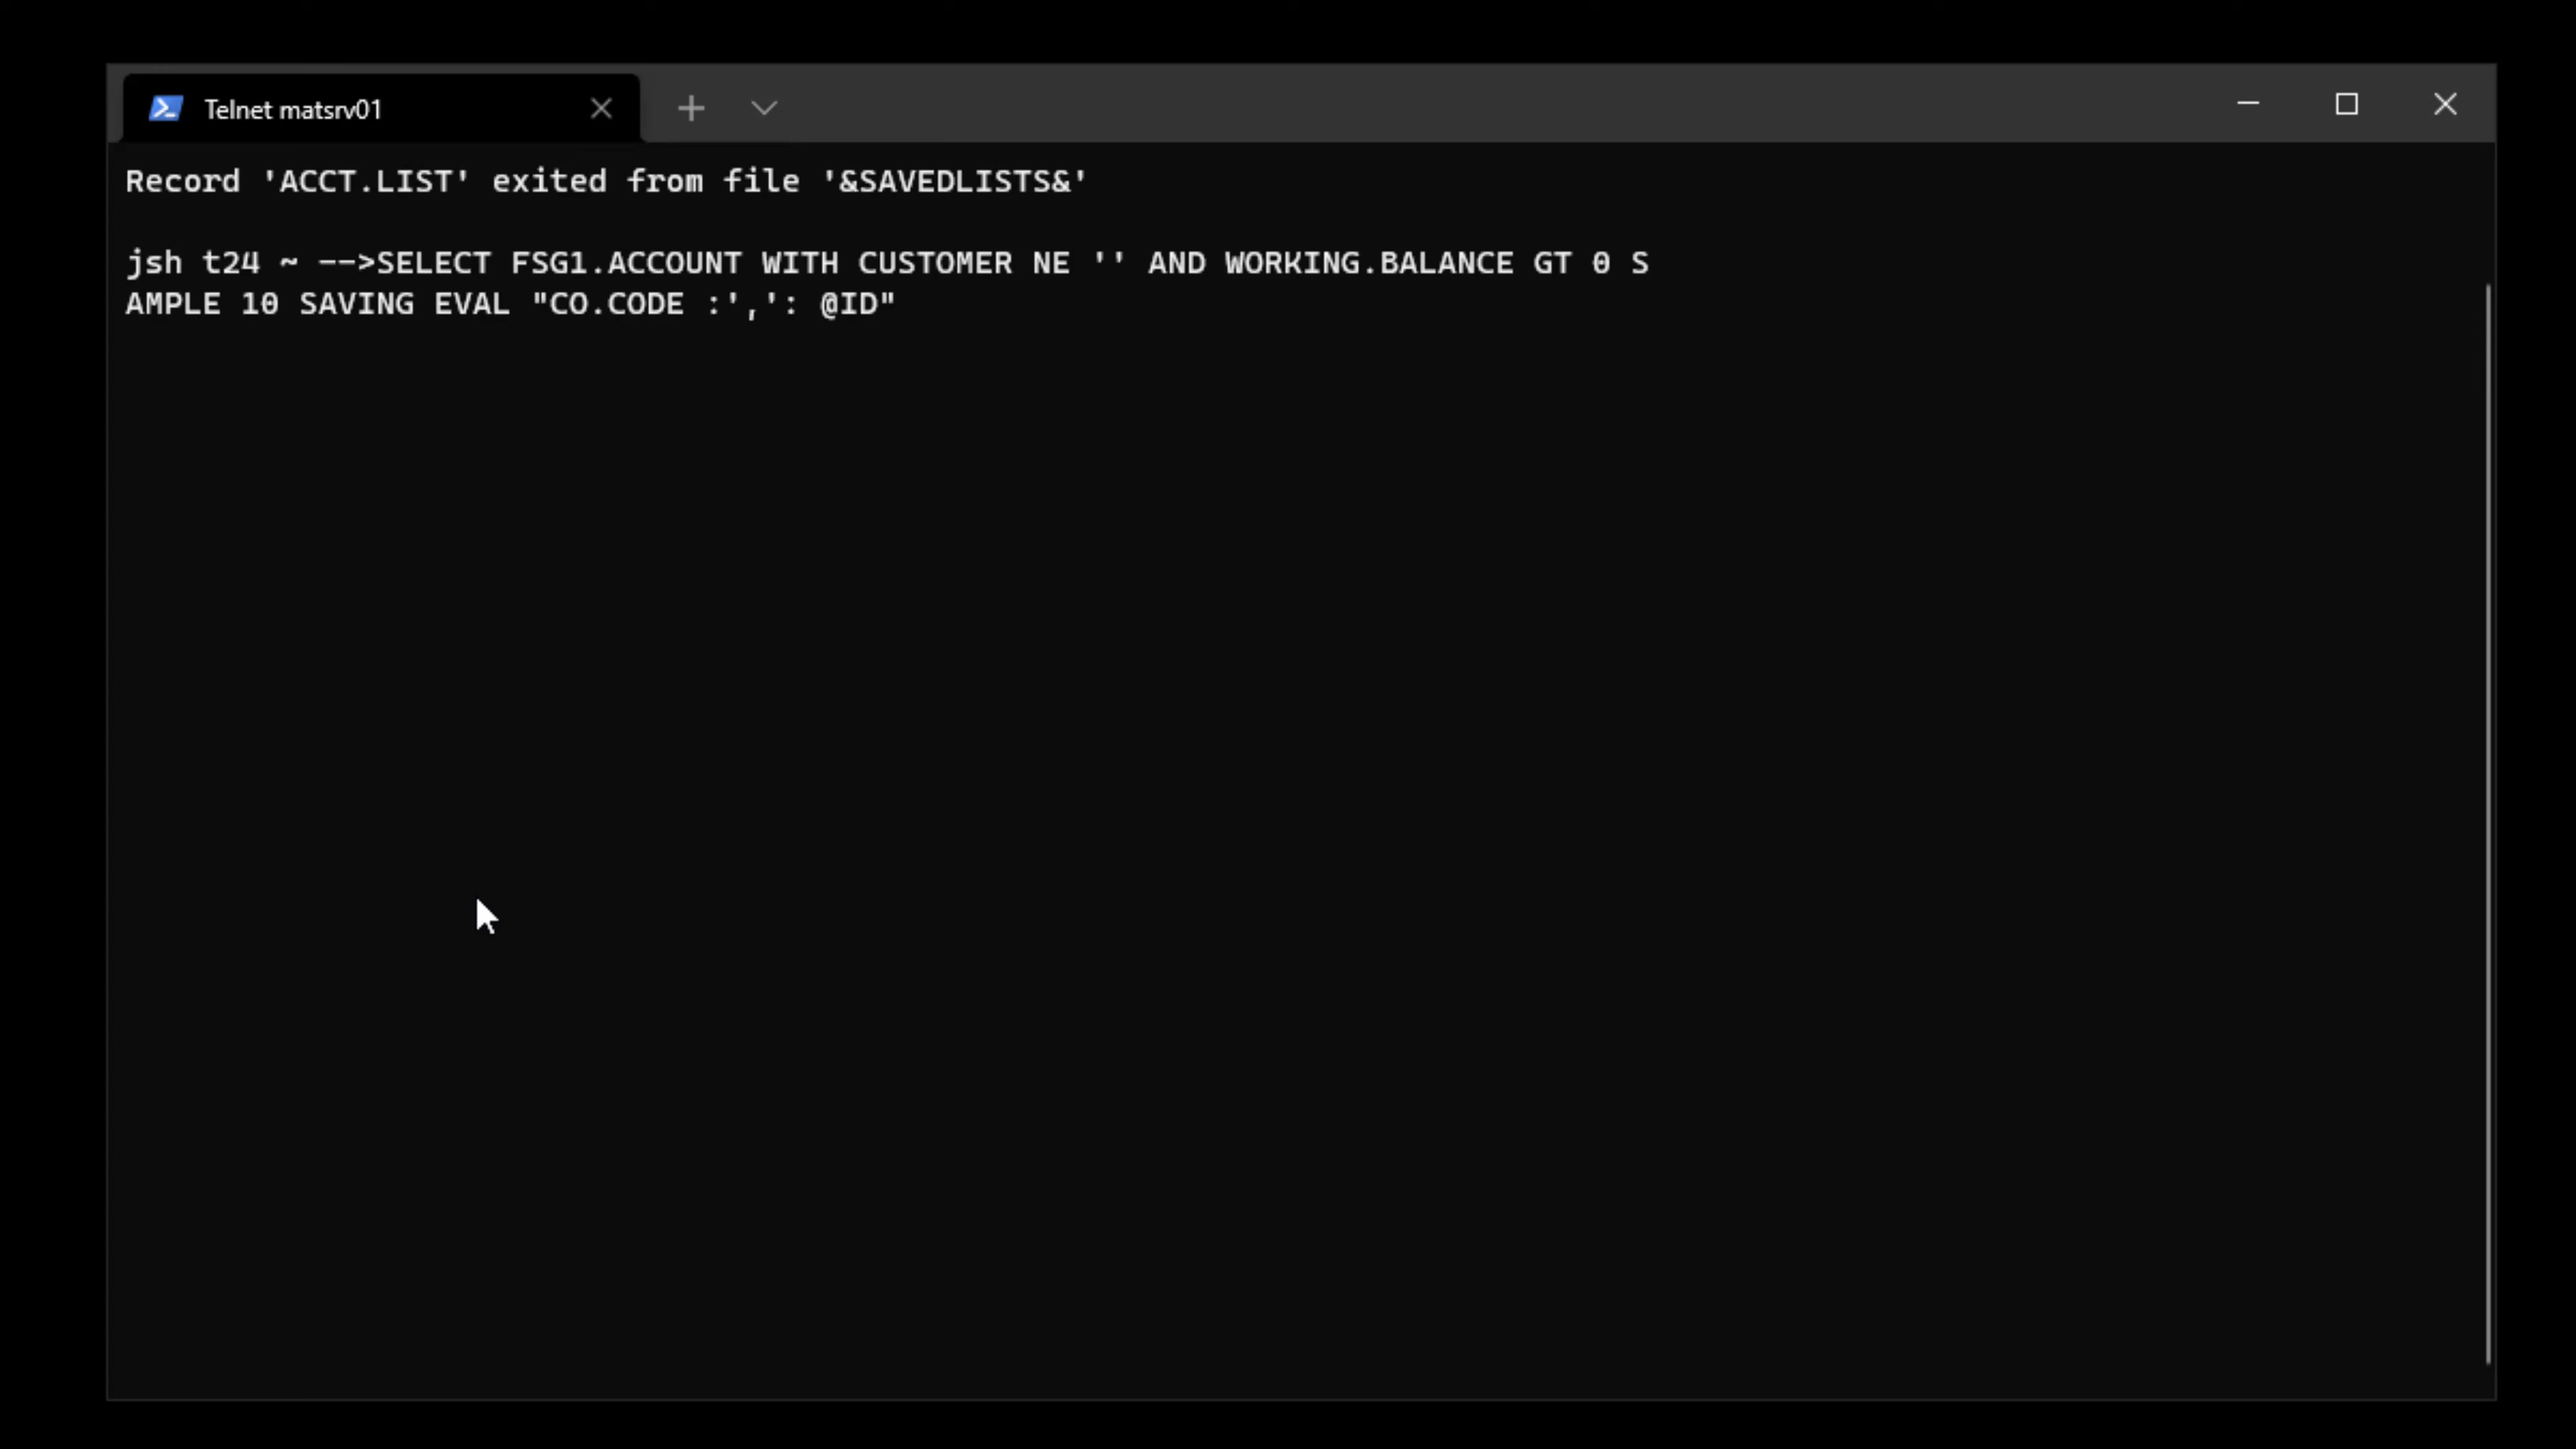 Telnet matsrv01
Record 'ACCT.LIST' exited from file '&SAVEDLISTS&'
jsh t24 ~ -->SELECT FSG1.ACCOUNT WITH CUSTOMER NE '' AND WORKING.BALANCE GT 0 S
AMPLE 10 SAVING EVAL "CO.CODE :',': @ID"